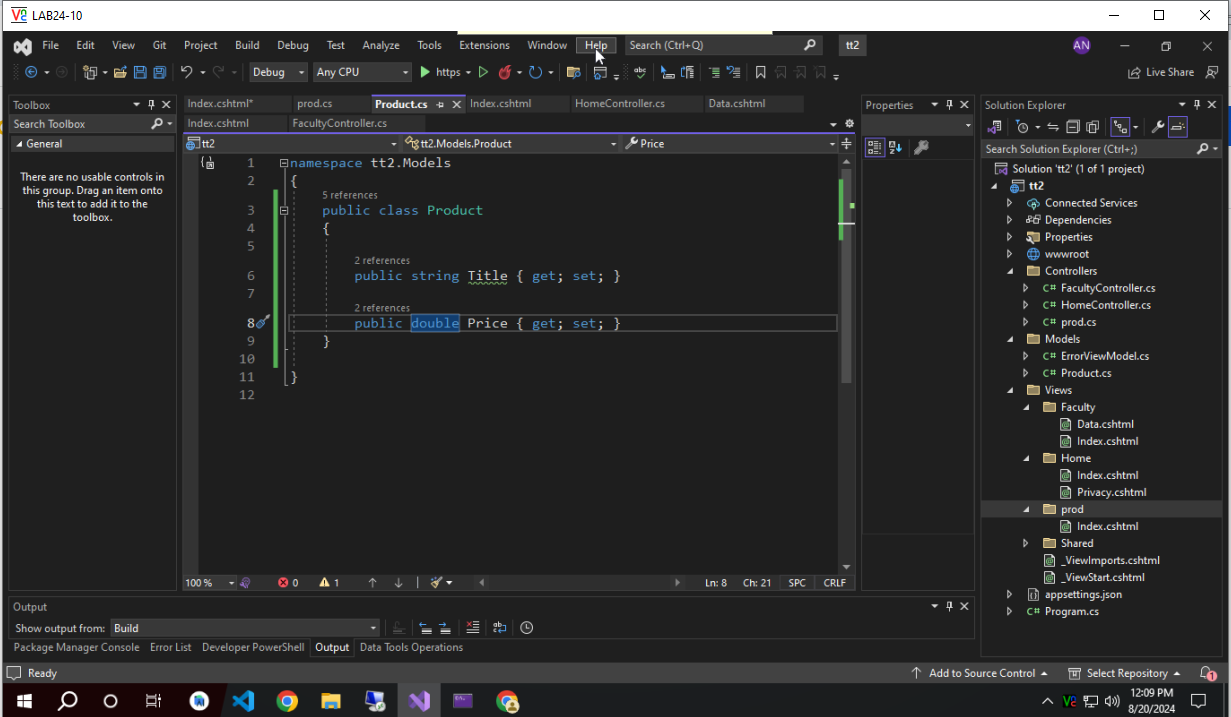 LAB24-10
File Edit View Git Project Build Debug Test Analyze Tools Extensions Window Help Search (Ctrl+Q) tt2 AN
Debug Any CPU https Live Share
Toolbox
Search Toolbox
General
There are no usable controls in
this group. Drag an item onto
this text to add it to the
toolbox.
Index.cshtml* prod.cs Product.cs Index.cshtml HomeController.cs Data.cshtml
Index.cshtml FacultyController.cs
tt2 tt2.Models.Product Price
1 namespace tt2.Models
2 {
5 references
3 public class Product
4 {
5
2 references
6 public string Title { get; set; }
7
2 references
8 public double Price { get; set; }
9 }
10
11 }
12
100 % 0 1 Ln: 8 Ch: 21 SPC CRLF
Properties
Solution Explorer
Search Solution Explorer (Ctrl+;)
Solution 'tt2' (1 of 1 project)
tt2
Connected Services
Dependencies
Properties
wwwroot
Controllers
C# FacultyController.cs
C# HomeController.cs
C# prod.cs
Models
C# ErrorViewModel.cs
C# Product.cs
Views
Faculty
Data.cshtml
Index.cshtml
Home
Index.cshtml
Privacy.cshtml
prod
Index.cshtml
Shared
_ViewImports.cshtml
_ViewStart.cshtml
appsettings.json
C# Program.cs
Output
Show output from: Build
Package Manager Console Error List Developer PowerShell Output Data Tools Operations
Ready Add to Source Control Select Repository 1
12:09 PM
8/20/2024